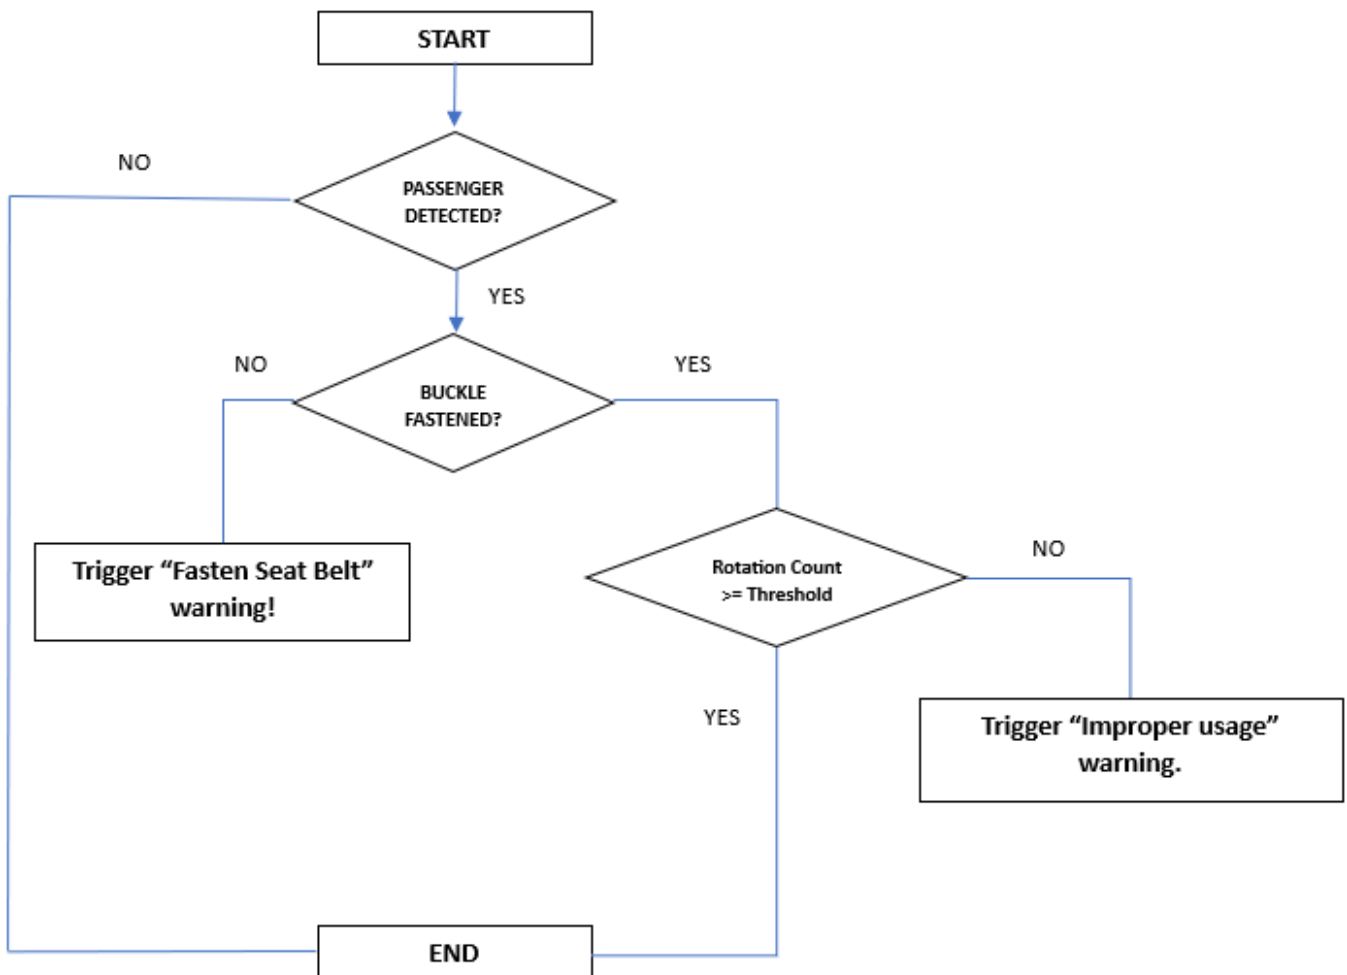 START
NO
PASSENGER
DETECTED?
YES
NO
YES
BUCKLE
FASTENED?
Trigger “Fasten Seat Belt”
warning!
Rotation Count
>= Threshold
NO
YES
Trigger “Improper usage”
warning.
END